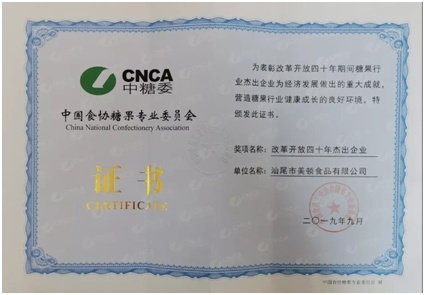 CNCA
中糖委
中国食协糖果专业委员会
China National Confectionery Association
证书
CERTIFICATE
为表彰改革开放四十年期间糖果行
业杰出企业为经济发展做出的重大成就，
营造糖果行业健康成长的良好环境，特
颁发此证书。
奖项名称：改革开放四十年杰出企业
单位名称：汕尾市美顿食品有限公司
二〇一九年九月